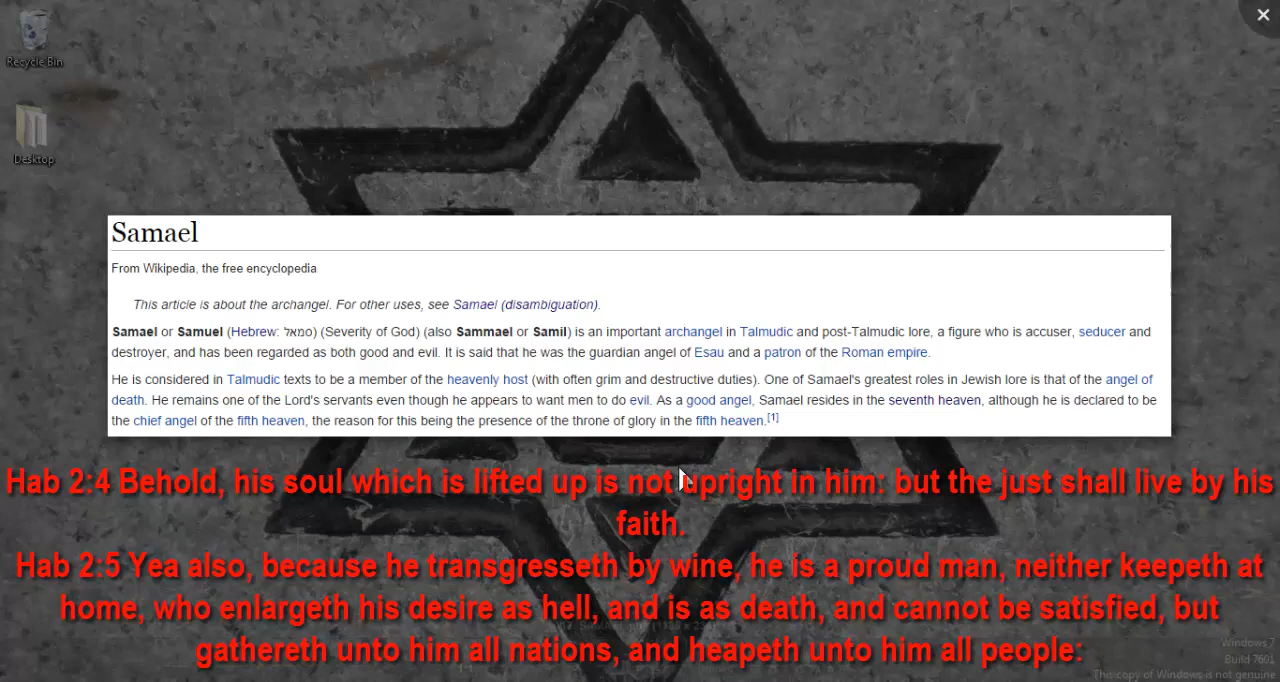 Recycle Bin
Desktop
Samael
From Wikipedia, the free encyclopedia
This article is about the archangel. For other uses, see Samael (disambiguation).
Samael or Samuel (Hebrew: סמאל) (Severity of God) (also Sammael or Samil) is an important archangel in Talmudic and post-Talmudic lore, a figure who is accuser, seducer and
destroyer, and has been regarded as both good and evil. It is said that he was the guardian angel of Esau and a patron of the Roman empire.
He is considered in Talmudic texts to be a member of the heavenly host (with often grim and destructive duties). One of Samael's greatest roles in Jewish lore is that of the angel of
death. He remains one of the Lord's servants even though he appears to want men to do evil. As a good angel, Samael resides in the seventh heaven, although he is declared to be
the chief angel of the fifth heaven, the reason for this being the presence of the throne of glory in the fifth heaven.[1]
Hab 2:4 Behold, his soul which is lifted up is not upright in him: but the just shall live by his
faith.
Hab 2:5 Yea also, because he transgresseth by wine, he is a proud man, neither keepeth at
home, who enlargeth his desire as hell, and is as death, and cannot be satisfied, but
gathereth unto him all nations, and heapeth unto him all people:
Windows 7
Build 7601
This copy of Windows is not genuine